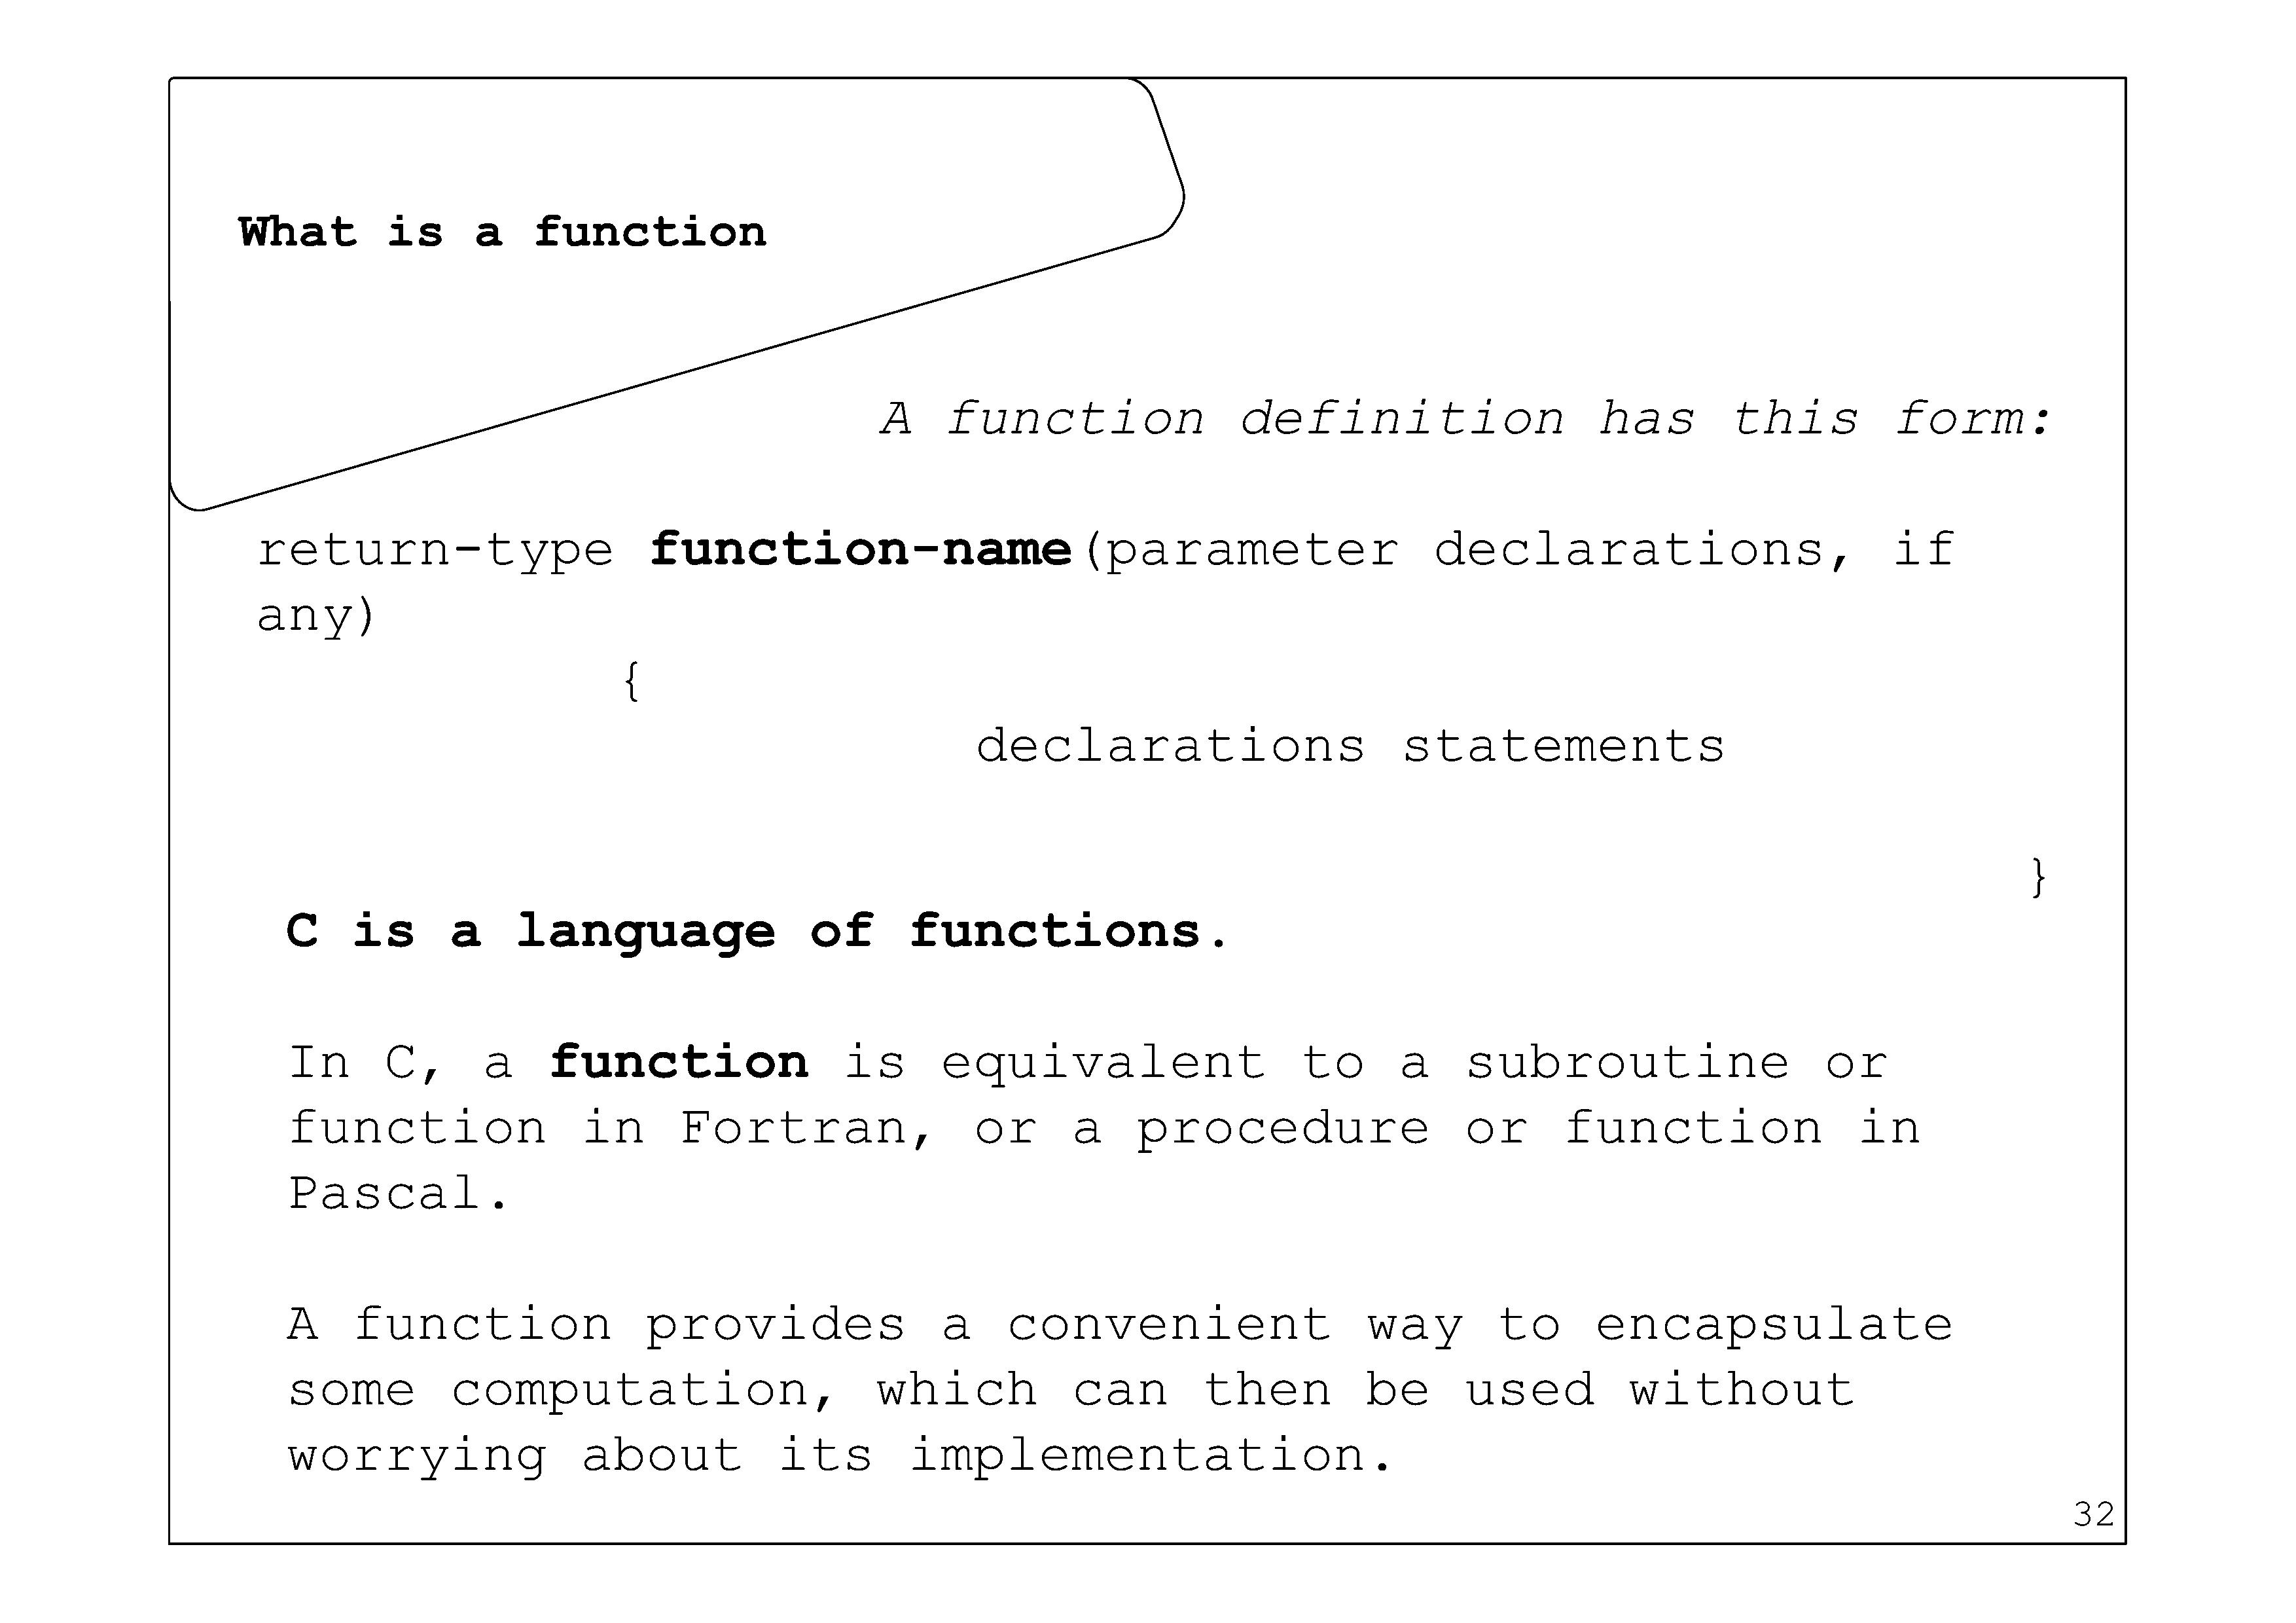 What is a function
A function definition has this form:
return-type function-name(parameter declarations, if
any)
{
declarations statements
}
C is a language of functions.
In C, a function is equivalent to a subroutine or
function in Fortran, or a procedure or function in
Pascal.
A function provides a convenient way to encapsulate
some computation, which can then be used without
worrying about its implementation.
32